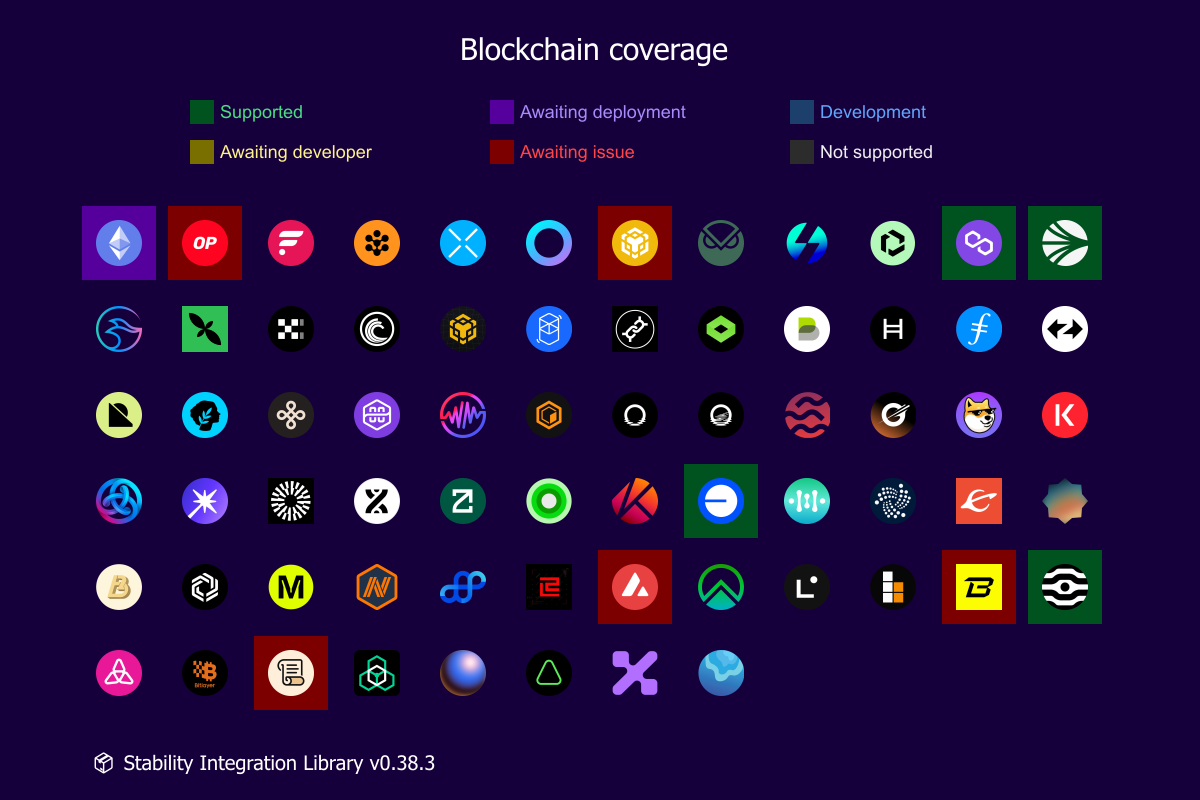 Blockchain coverage
Supported
Awaiting deployment
Development
Awaiting developer
Awaiting issue
Not supported
OP
M
Bitlayer
Stability Integration Library v0.38.3